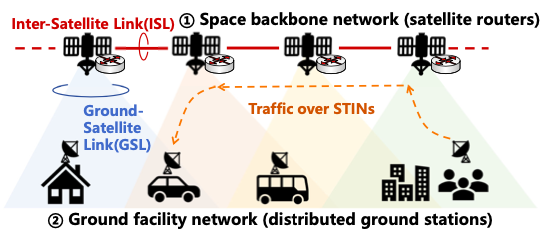 Inter-Satellite Link(ISL)
① Space backbone network (satellite routers)
Ground-
Satellite
Link(GSL)
Traffic over STINs
② Ground facility network (distributed ground stations)